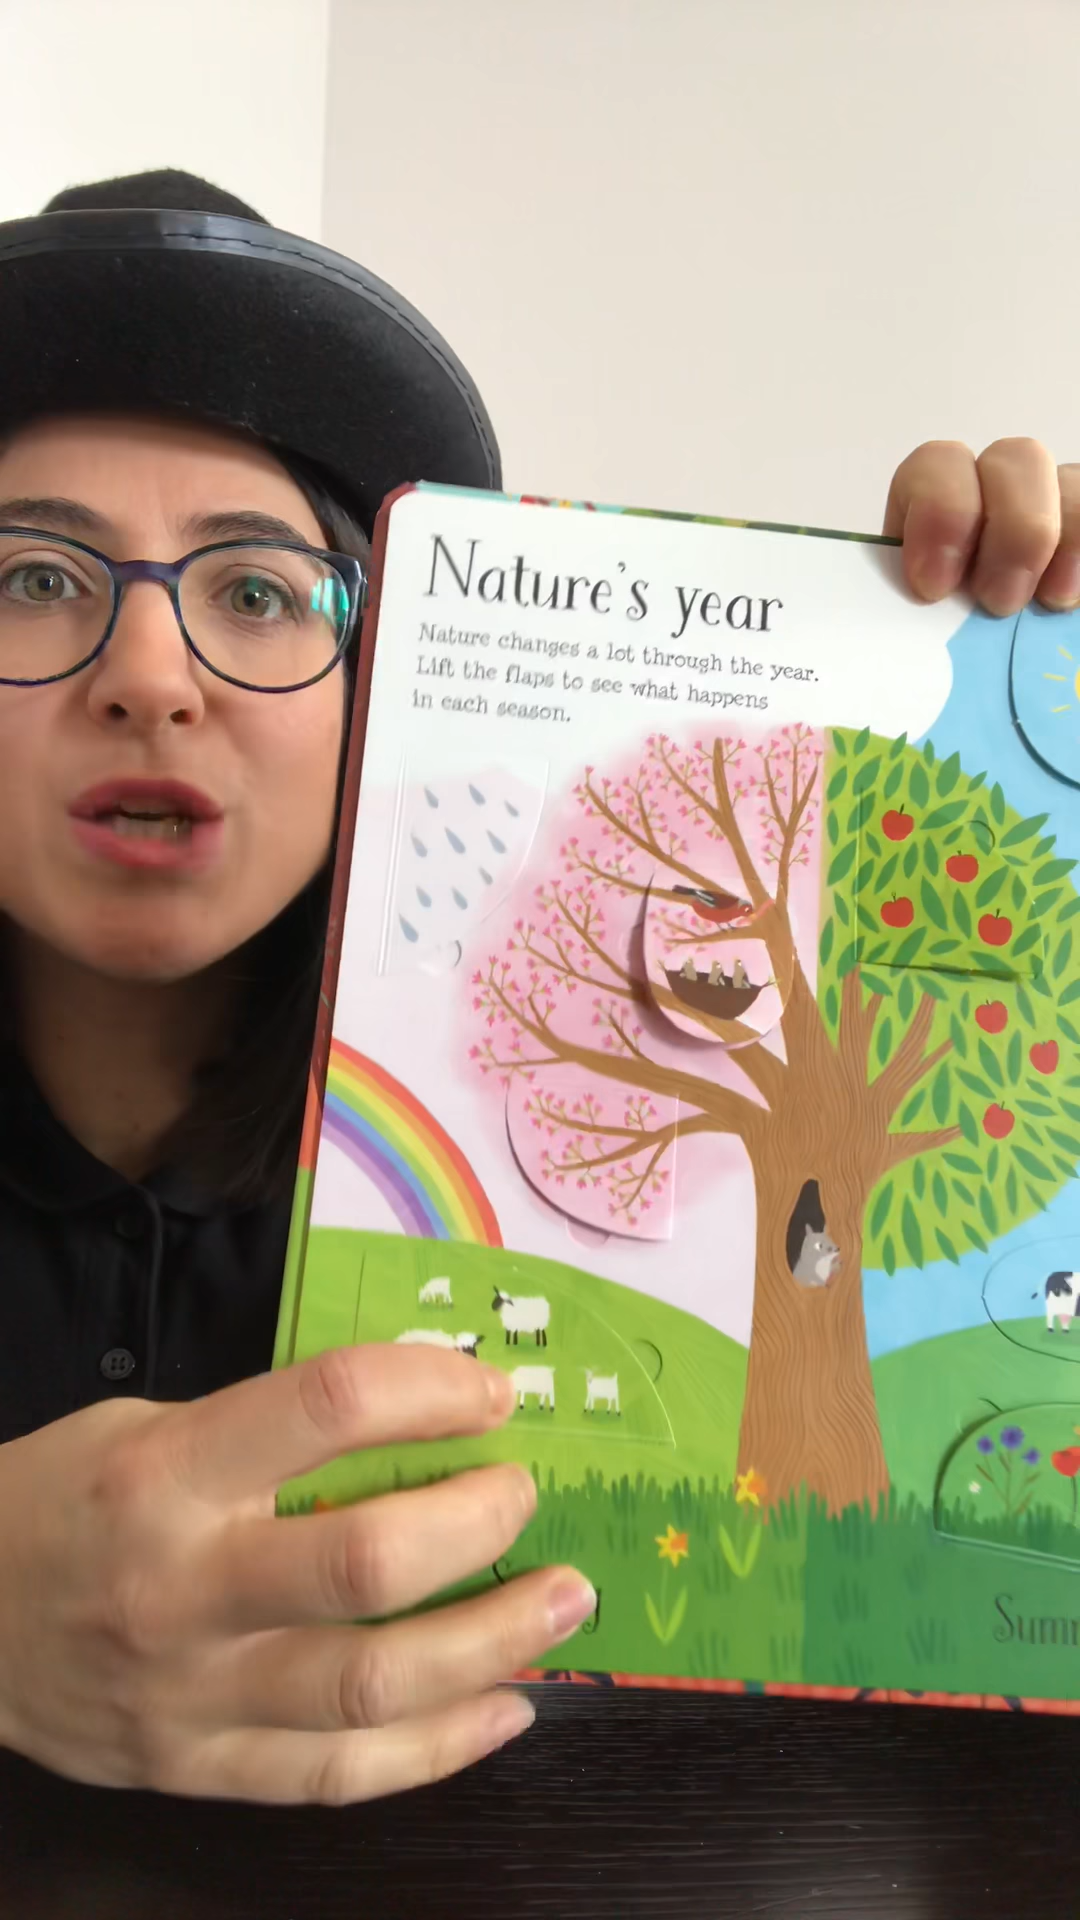 Nature's year
Nature changes a lot through the year.
Lift the flaps to see what happens
in each season.